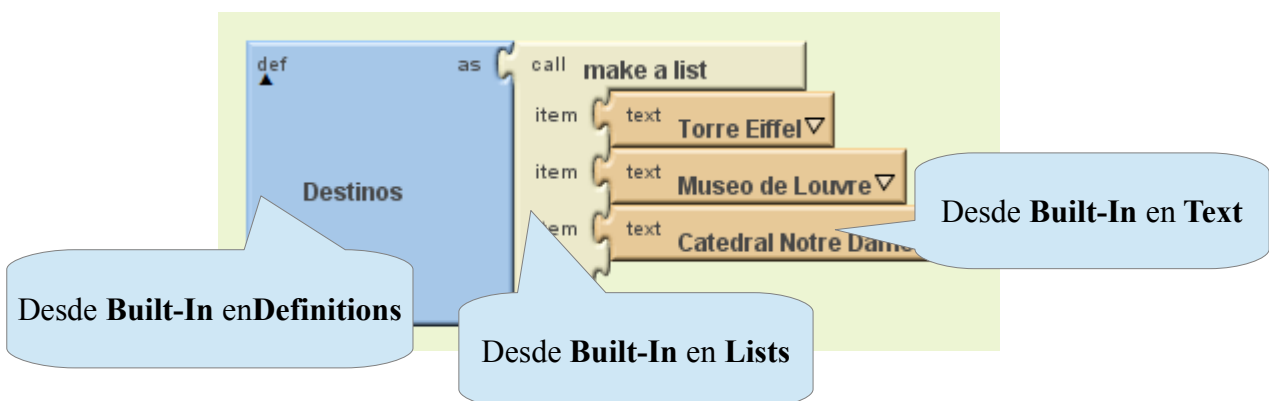 def as call make a list
item text Torre Eiffel
item text Museo de Louvre
Destinos
item text Catedral Notre Dame
Desde Built-In en Text
Desde Built-In enDefinitions
Desde Built-In en Lists